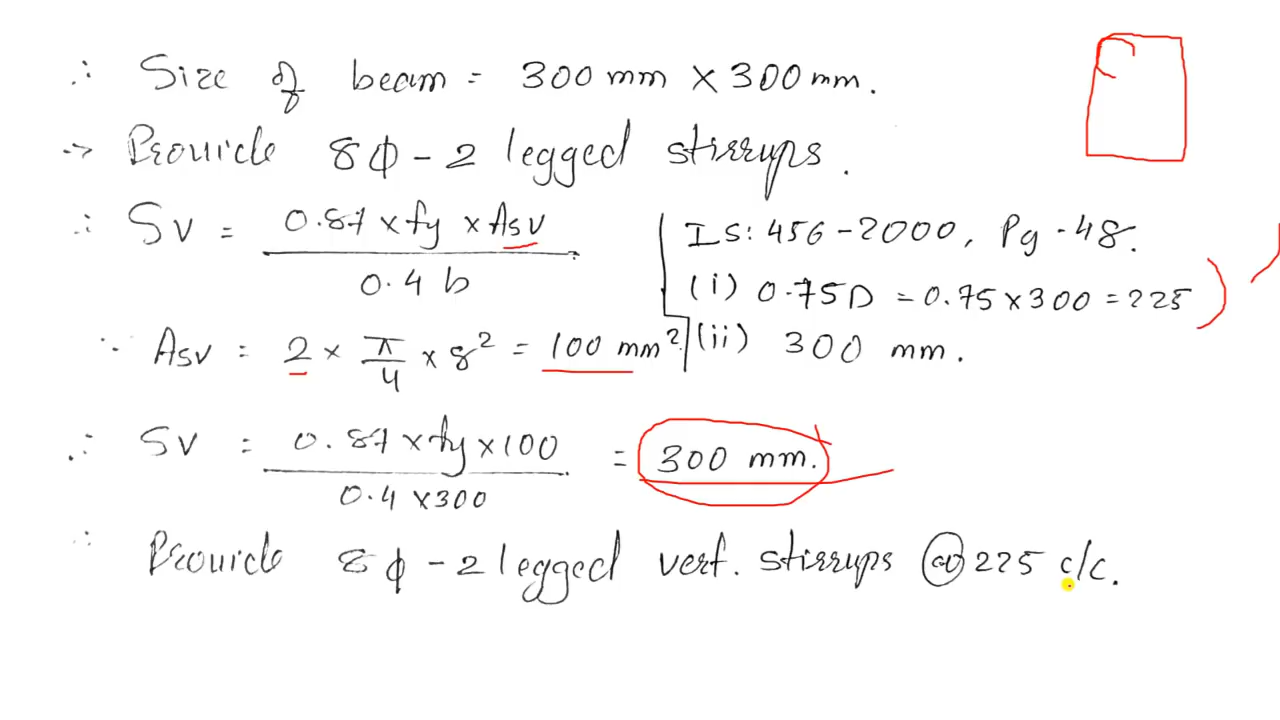 ∴ Size of beam = 300 mm × 300 mm.
→ Provide 8ϕ - 2 legged stirrups.
∴ Sv = 0.87 × fy × Asv / 0.4 b
IS: 456 - 2000, Pg - 48.
(i) 0.75D = 0.75 × 300 = 225
(ii) 300 mm.
∵ Asv = 2 × π/4 × 8² = 100 mm²
∴ Sv = 0.87 × fy × 100 / 0.4 × 300 = 300 mm.
∴ Provide 8ϕ - 2 legged vert. stirrups @ 225 c/c.